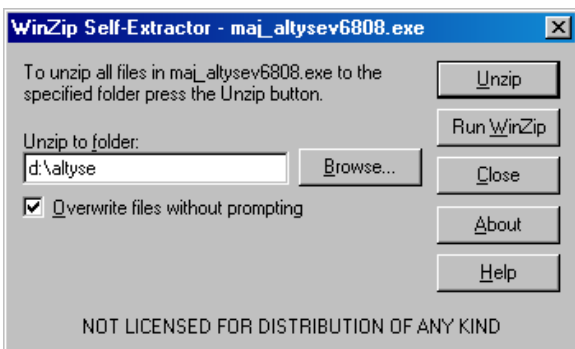 WinZip Self-Extractor - maj_altysev6808.exe
To unzip all files in maj_altysev6808.exe to the
specified folder press the Unzip button.
Unzip to folder:
d:\altyse
Browse...
Overwrite files without prompting
Unzip
Run WinZip
Close
About
Help
NOT LICENSED FOR DISTRIBUTION OF ANY KIND